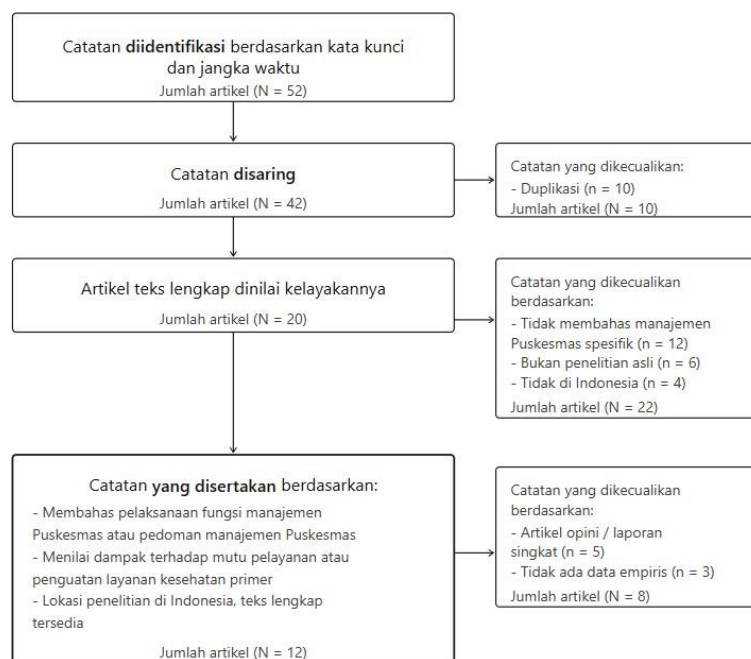 Catatan diidentifikasi berdasarkan kata kunci
dan jangka waktu
Jumlah artikel (N = 52)
Catatan disaring
Jumlah artikel (N = 42)
Catatan yang dikecualikan:
- Duplikasi (n = 10)
Jumlah artikel (N = 10)
Artikel teks lengkap dinilai kelayakannya
Jumlah artikel (N = 20)
Catatan yang dikecualikan
berdasarkan:
- Tidak membahas manajemen
Puskesmas spesifik (n = 12)
- Bukan penelitian asli (n = 6)
- Tidak di Indonesia (n = 4)
Jumlah artikel (N = 22)
Catatan yang disertakan berdasarkan:
- Membahas pelaksanaan fungsi manajemen
Puskesmas atau pedoman manajemen Puskesmas
- Menilai dampak terhadap mutu pelayanan atau
penguatan layanan kesehatan primer
- Lokasi penelitian di Indonesia, teks lengkap
tersedia
Jumlah artikel (N = 12)
Catatan yang dikecualikan
berdasarkan:
- Artikel opini / laporan
singkat (n = 5)
- Tidak ada data empiris (n = 3)
Jumlah artikel (N = 8)